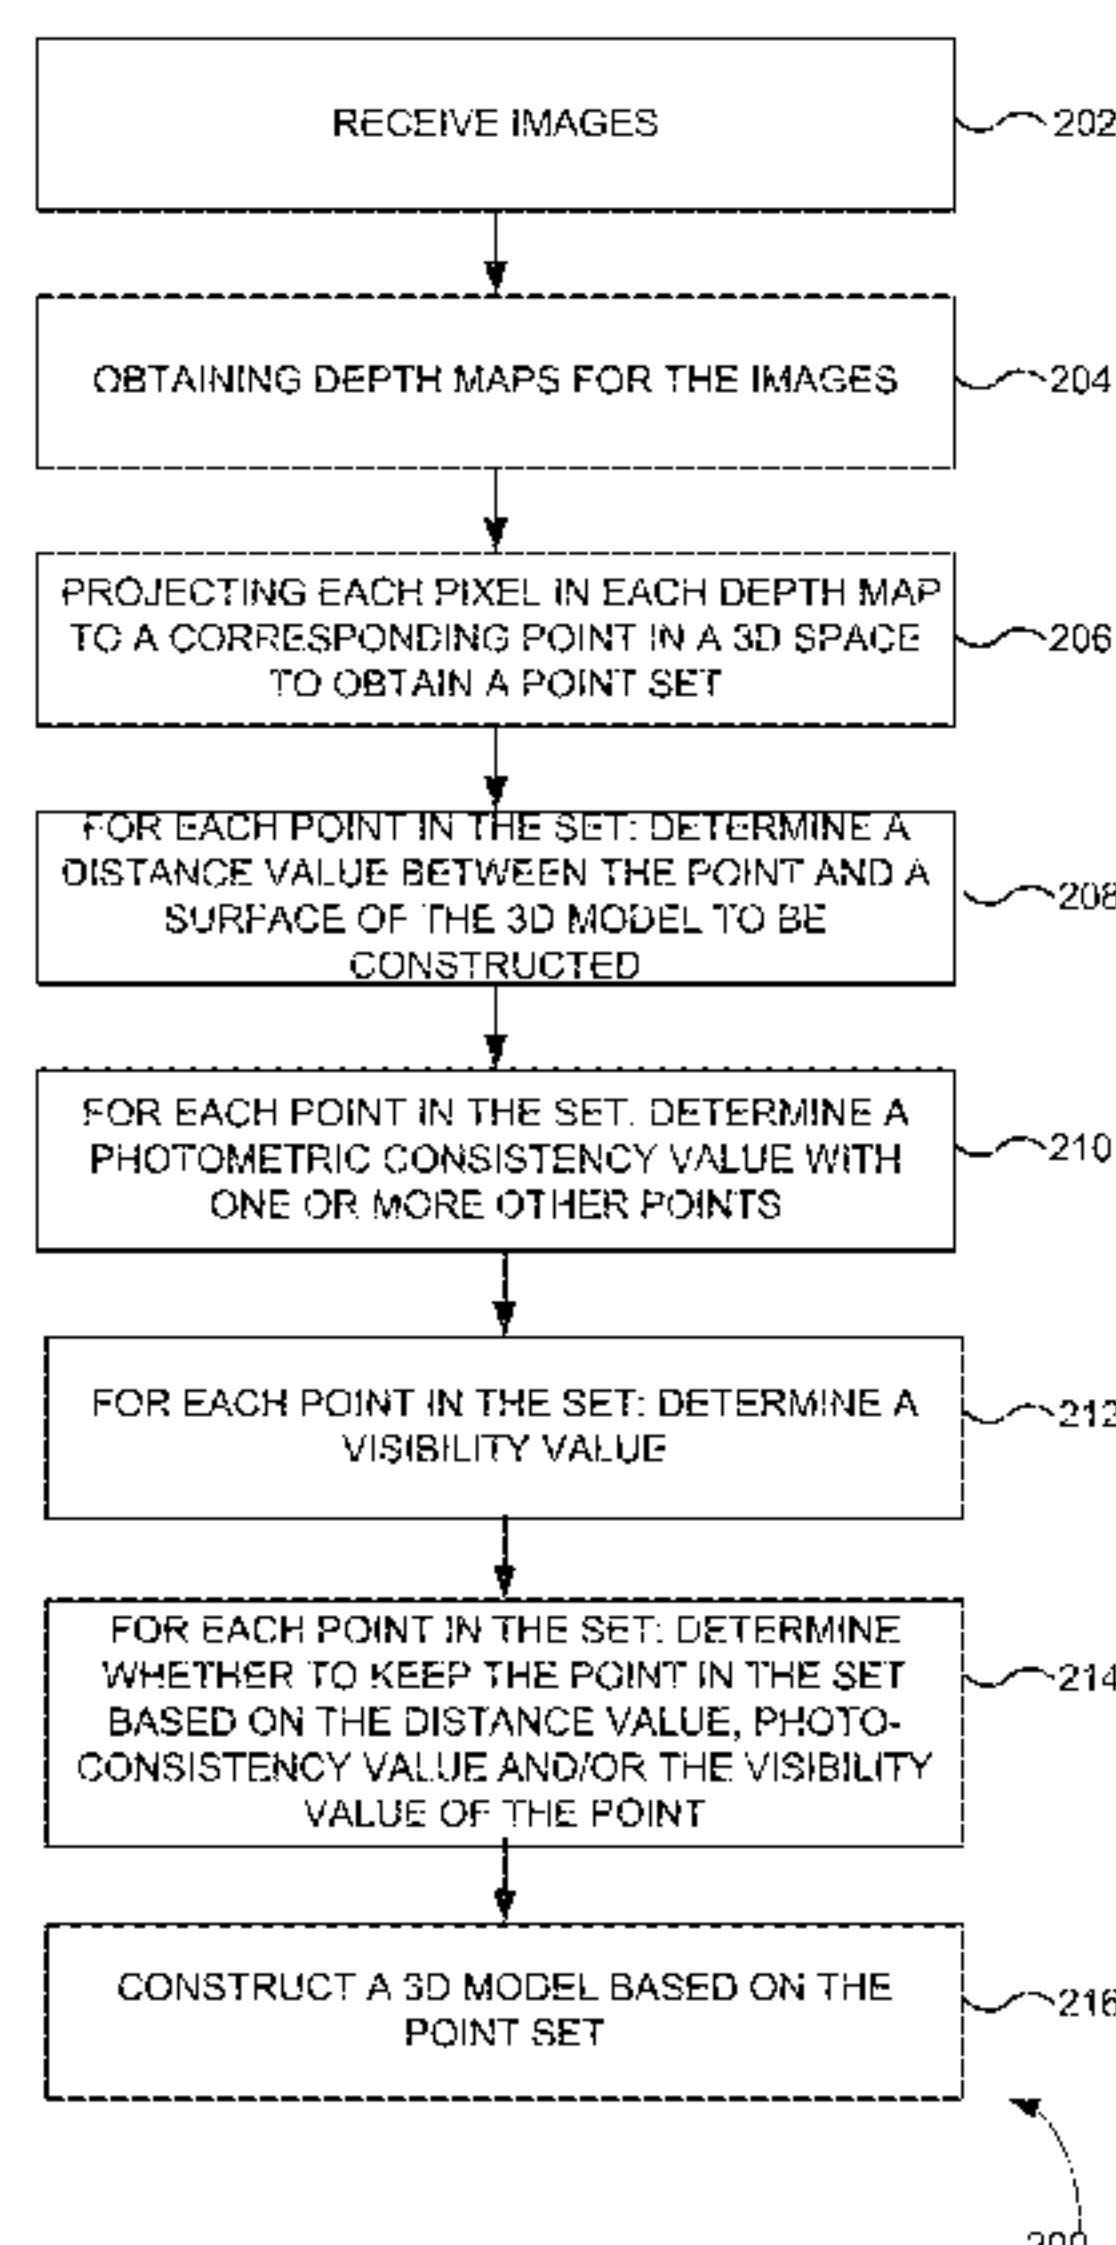 RECEIVE IMAGES
202
OBTAINING DEPTH MAPS FOR THE IMAGES
204
PROJECTING EACH PIXEL IN EACH DEPTH MAP
TO A CORRESPONDING POINT IN A 3D SPACE
TO OBTAIN A POINT SET
206
FOR EACH POINT IN THE SET: DETERMINE A
DISTANCE VALUE BETWEEN THE POINT AND A
SURFACE OF THE 3D MODEL TO BE
CONSTRUCTED
208
FOR EACH POINT IN THE SET. DETERMINE A
PHOTOMETRIC CONSISTENCY VALUE WITH
ONE OR MORE OTHER POINTS
210
FOR EACH POINT IN THE SET: DETERMINE A
VISIBILITY VALUE
212
FOR EACH POINT IN THE SET: DETERMINE
WHETHER TO KEEP THE POINT IN THE SET
BASED ON THE DISTANCE VALUE, PHOTO-
CONSISTENCY VALUE AND/OR THE VISIBILITY
VALUE OF THE POINT
214
CONSTRUCT A 3D MODEL BASED ON THE
POINT SET
216